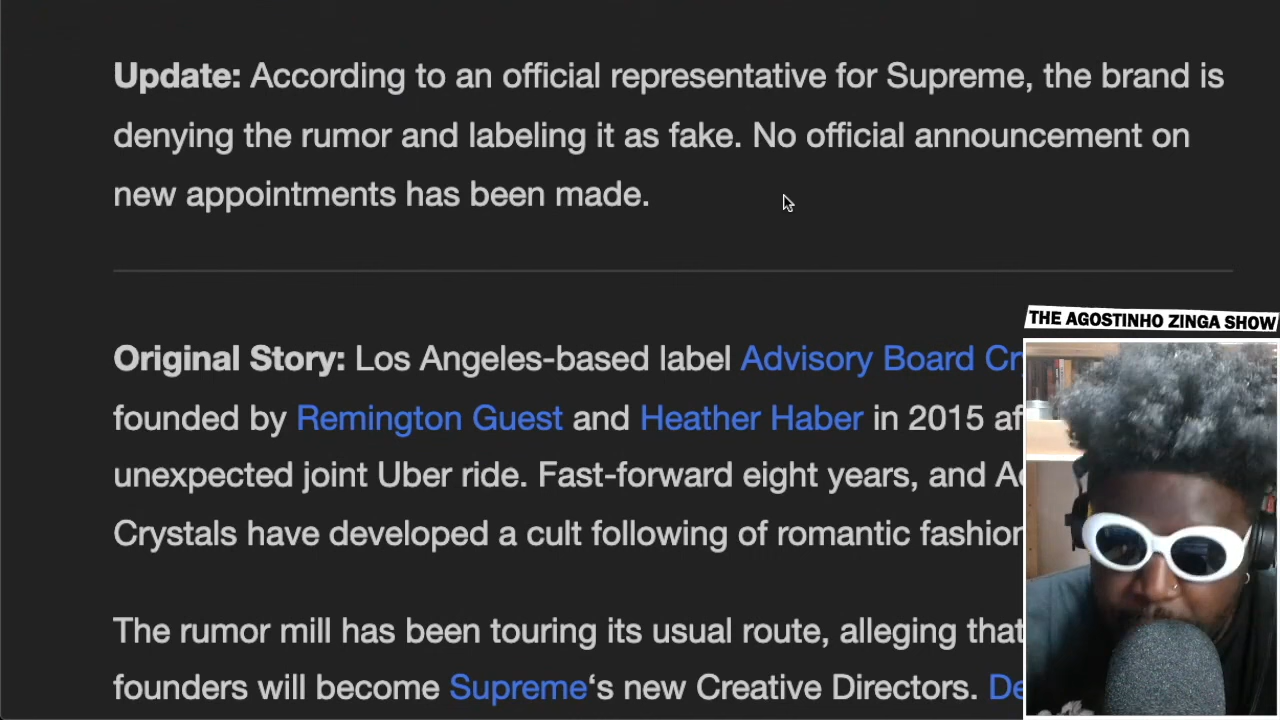 Update: According to an official representative for Supreme, the brand is
denying the rumor and labeling it as fake. No official announcement on
new appointments has been made.
THE AGOSTINHO ZINGA SHOW
Original Story: Los Angeles-based label Advisory Board Cr
founded by Remington Guest and Heather Haber in 2015 af
unexpected joint Uber ride. Fast-forward eight years, and A
Crystals have developed a cult following of romantic fashion
The rumor mill has been touring its usual route, alleging that
founders will become Supreme‘s new Creative Directors. De